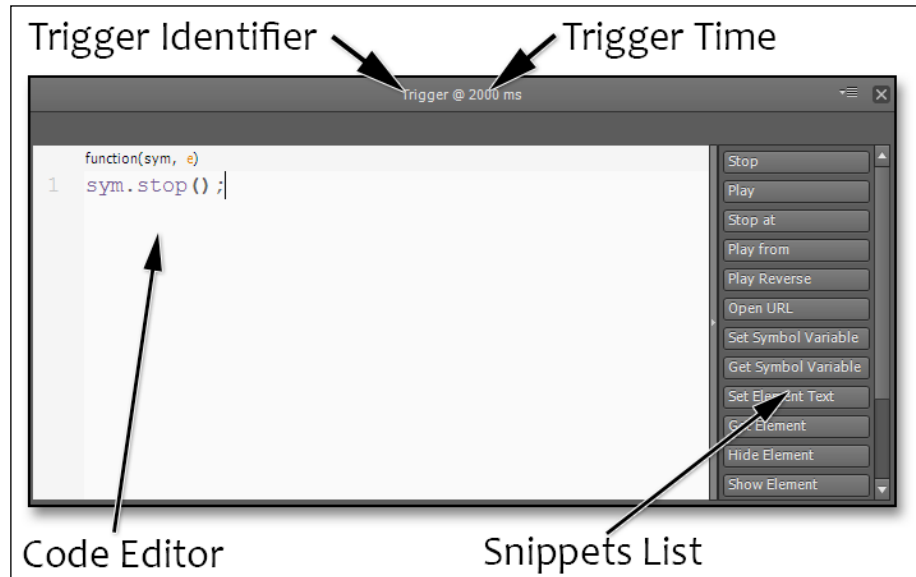 Trigger Identifier
Trigger Time
Trigger @ 2000 ms
function(sym, e)
1 sym.stop();
Stop
Play
Stop at
Play from
Play Reverse
Open URL
Set Symbol Variable
Get Symbol Variable
Set Element Text
Get Element
Hide Element
Show Element
Code Editor
Snippets List